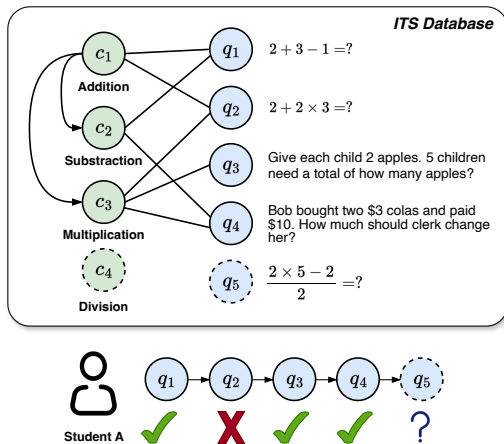 ITS Database
c1 q1 2 + 3 − 1 =?
Addition
c2 q2 2 + 2 × 3 =?
Substraction
q3 Give each child 2 apples. 5 children
need a total of how many apples?
c3
Multiplication
q4 Bob bought two $3 colas and paid
$10. How much should clerk change
her?
c4 q5 2 × 5 − 2
2 =?
Division
q1 q2 q3 q4 q5
Student A ?